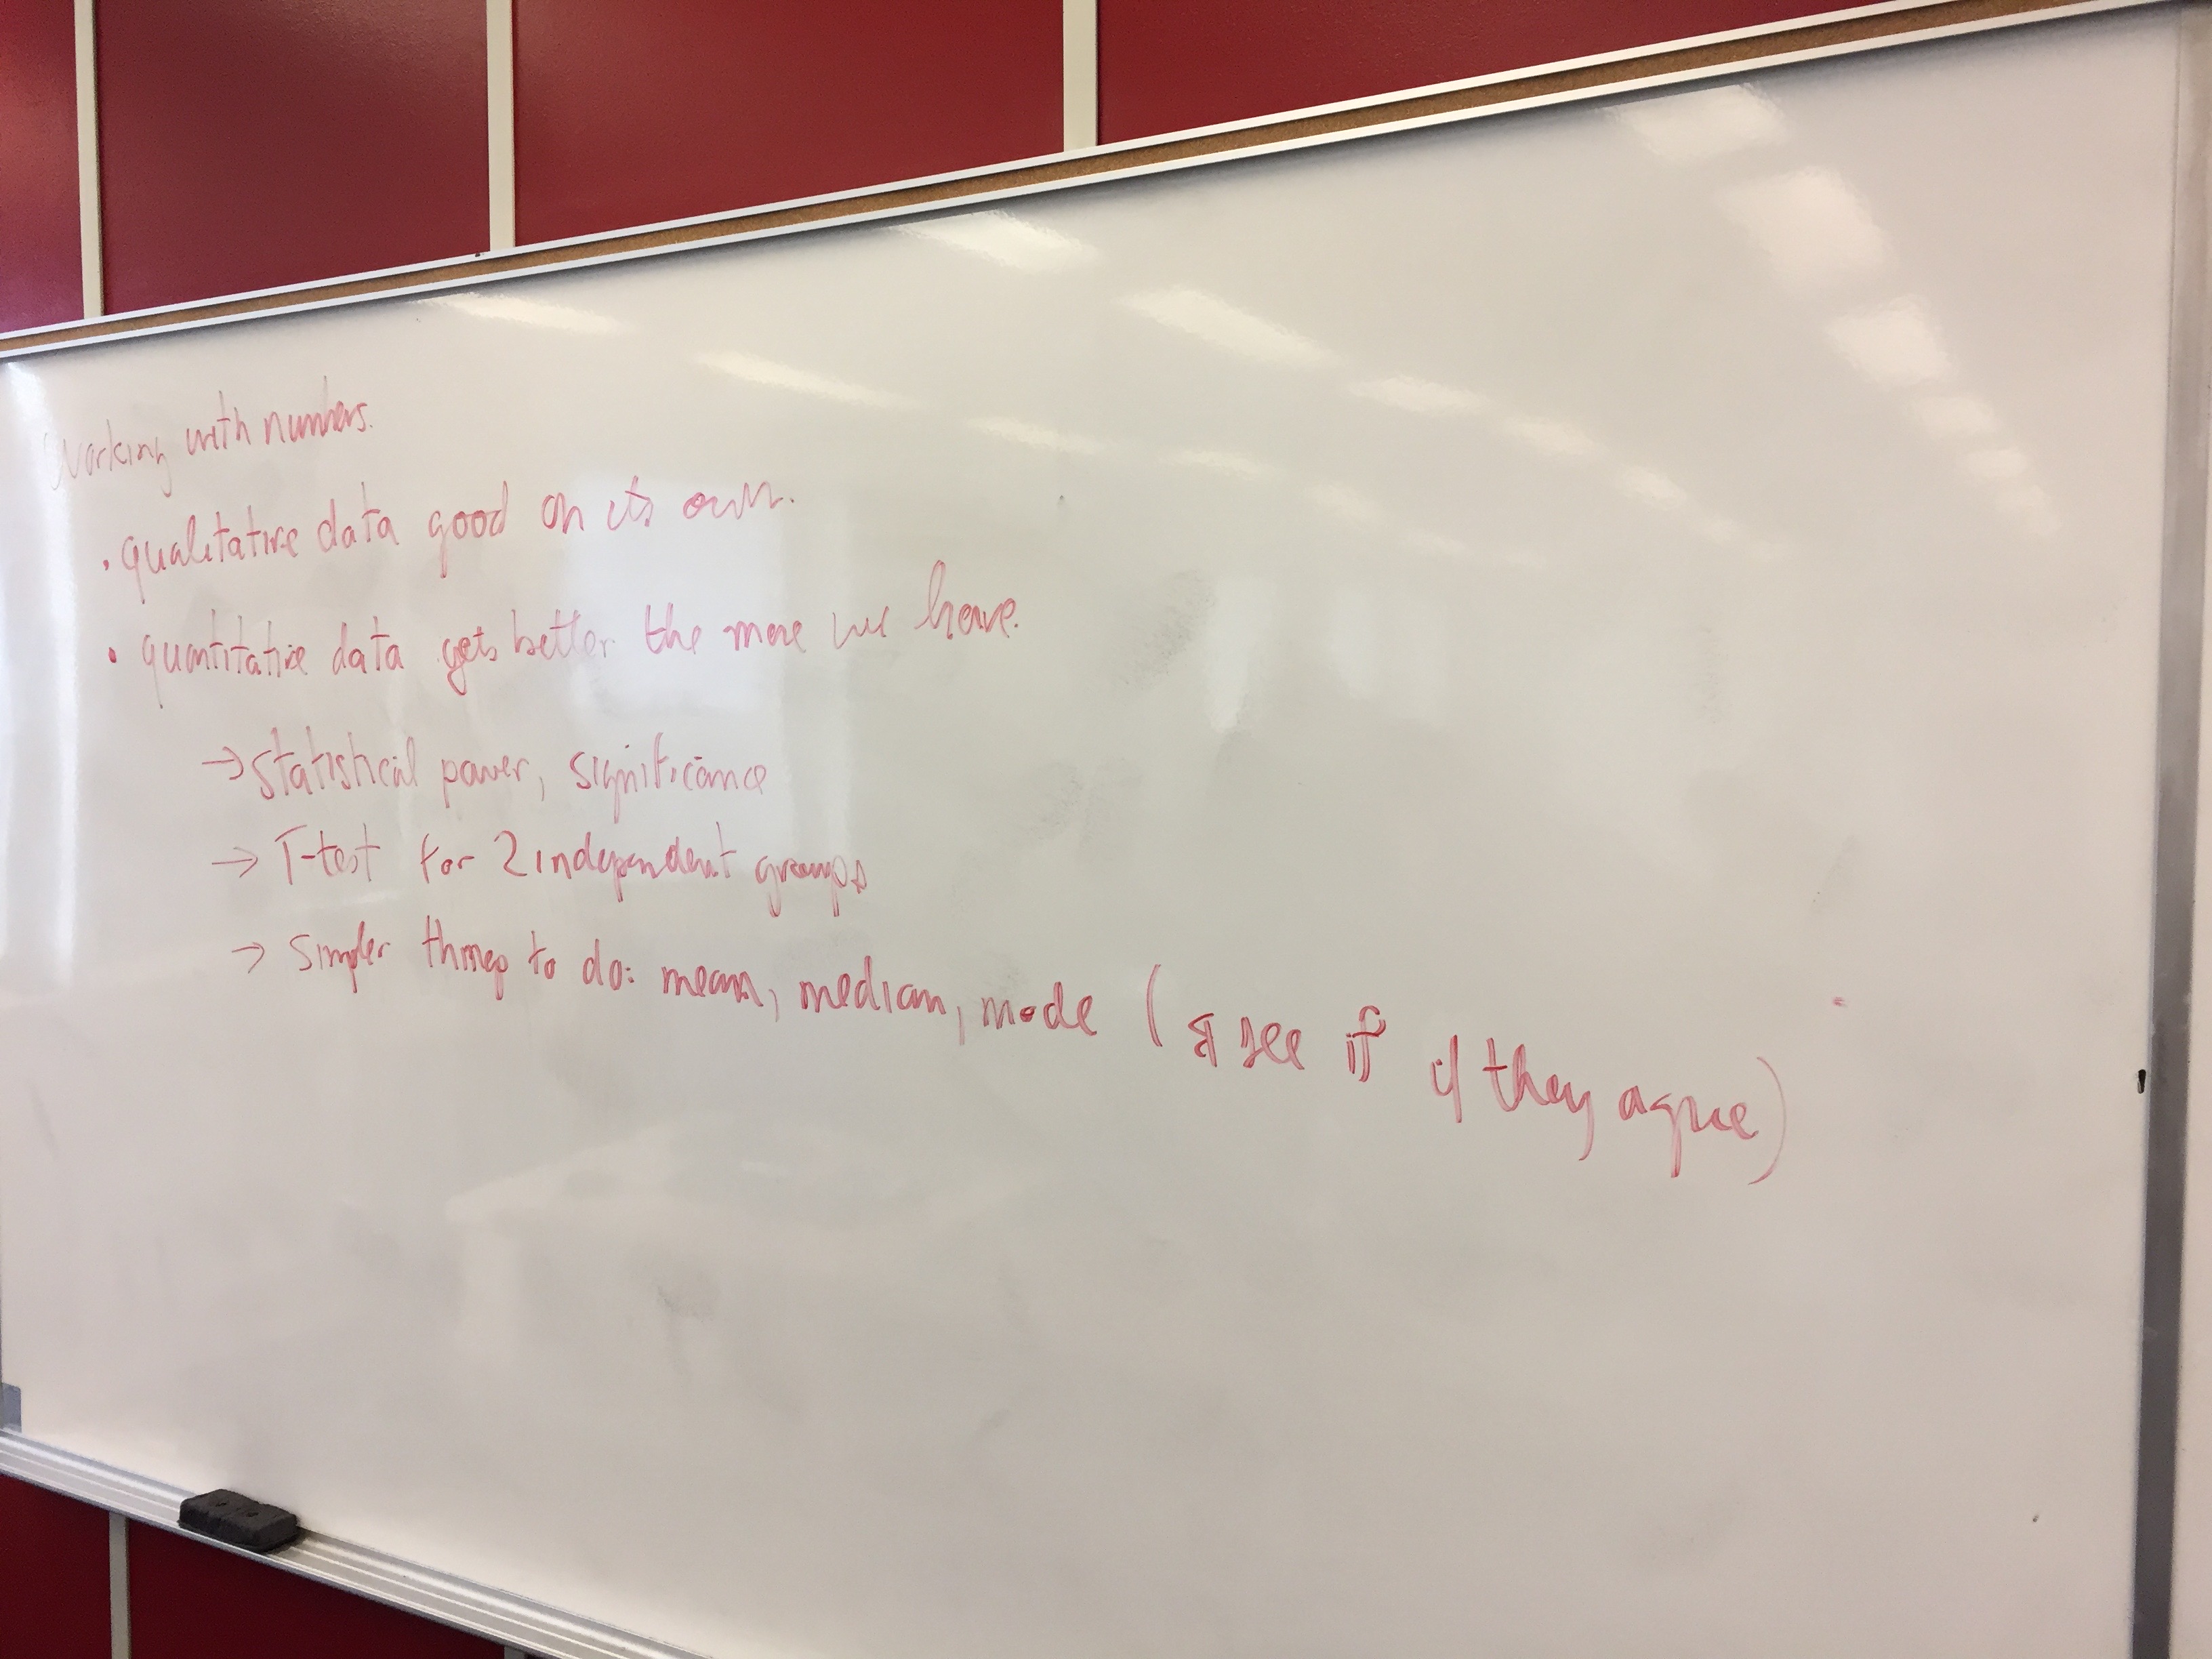 Working with numbers.
• qualitative data good on its own.
• quantitative data gets better the more we have.
→ statistical power, significance
→ T-test for 2 independent groups
→ simpler things to do: mean, median, mode (& see if if they agree)